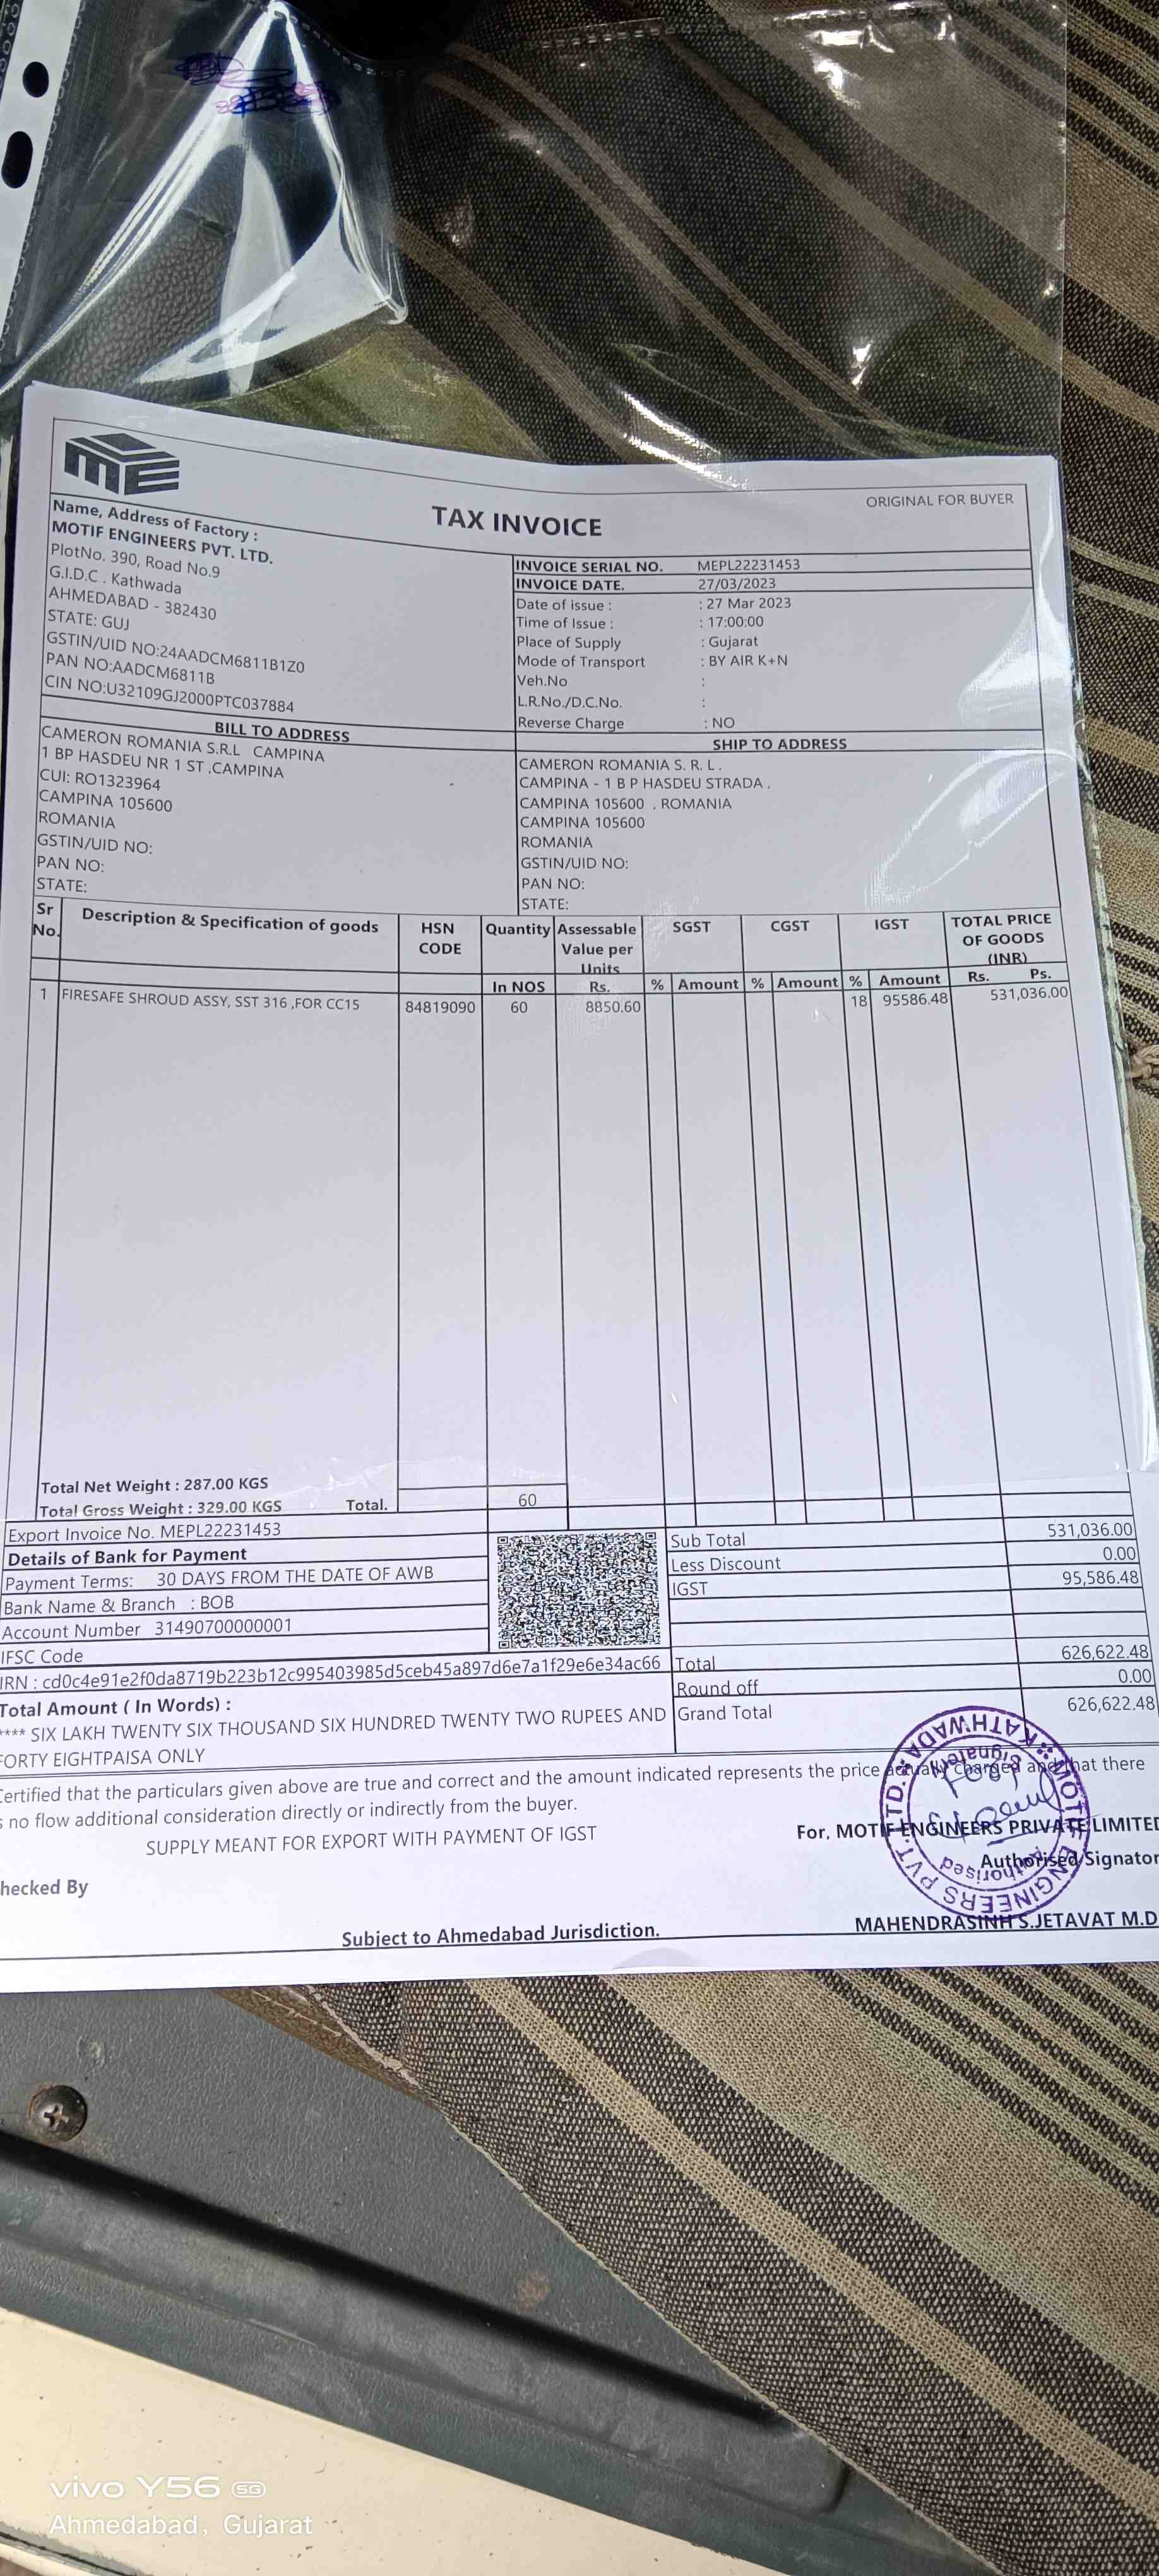 ME
ORIGINAL FOR BUYER
TAX INVOICE
Name, Address of Factory :
MOTIF ENGINEERS PVT. LTD.
PlotNo. 390, Road No.9
G.I.D.C . Kathwada
AHMEDABAD - 382430
STATE: GUJ
GSTIN/UID NO:24AADCM6811B1Z0
PAN NO:AADCM6811B
CIN NO:U32109GJ2000PTC037884
INVOICE SERIAL NO. MEPL22231453
INVOICE DATE. 27/03/2023
Date of issue : : 27 Mar 2023
Time of Issue : : 17:00:00
Place of Supply : Gujarat
Mode of Transport : BY AIR K+N
Veh.No :
L.R.No./D.C.No. :
Reverse Charge : NO
BILL TO ADDRESS
CAMERON ROMANIA S.R.L CAMPINA
1 BP HASDEU NR 1 ST .CAMPINA
CUI: RO1323964
CAMPINA 105600
ROMANIA
GSTIN/UID NO:
PAN NO:
STATE:
SHIP TO ADDRESS
CAMERON ROMANIA S. R. L .
CAMPINA - 1 B P HASDEU STRADA ,
CAMPINA 105600 , ROMANIA
CAMPINA 105600
ROMANIA
GSTIN/UID NO:
PAN NO:
STATE:
Sr No. Description & Specification of goods HSN CODE Quantity Assessable Value per Units SGST CGST IGST TOTAL PRICE OF GOODS (INR)
In NOS Rs. % Amount % Amount % Amount Rs. Ps.
1 FIRESAFE SHROUD ASSY, SST 316 ,FOR CC15 84819090 60 8850.60 18 95586.48 531,036.00
Total Net Weight : 287.00 KGS
Total Gross Weight : 329.00 KGS Total. 60
Export Invoice No. MEPL22231453
Details of Bank for Payment
Payment Terms: 30 DAYS FROM THE DATE OF AWB
Bank Name & Branch : BOB
Account Number 31490700000001
IFSC Code
IRN : cd0c4e91e2f0da8719b223b12c995403985d5ceb45a897d6e7a1f29e6e34ac66
Sub Total 531,036.00
Less Discount 0.00
IGST 95,586.48
Total 626,622.48
Round off 0.00
Grand Total 626,622.48
Total Amount ( In Words) :
**** SIX LAKH TWENTY SIX THOUSAND SIX HUNDRED TWENTY TWO RUPEES AND
FORTY EIGHTPAISA ONLY
Certified that the particulars given above are true and correct and the amount indicated represents the price actually charged and that there
s no flow additional consideration directly or indirectly from the buyer.
SUPPLY MEANT FOR EXPORT WITH PAYMENT OF IGST
For, MOTIF ENGINEERS PRIVATE LIMITED
Authorised Signator
hecked By
MAHENDRASINH S.JETAVAT M.D
Subject to Ahmedabad Jurisdiction.
MOTIF ENGINEERS PVT. LTD. KATHWADA
For,
Authorised Signature
vivo Y56 5G
Ahmedabad, Gujarat